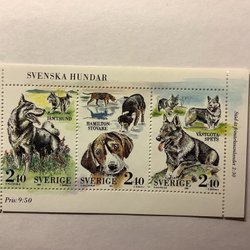 SVENSKA HUNDAR
JÄMTHUND
2.40
SVERIGE
HAMILTON-
STÖVARE
SVERIGE 2.40
VÄSTGÖTA-
SPETS
SVERIGE 2.40
Pris: 9:50